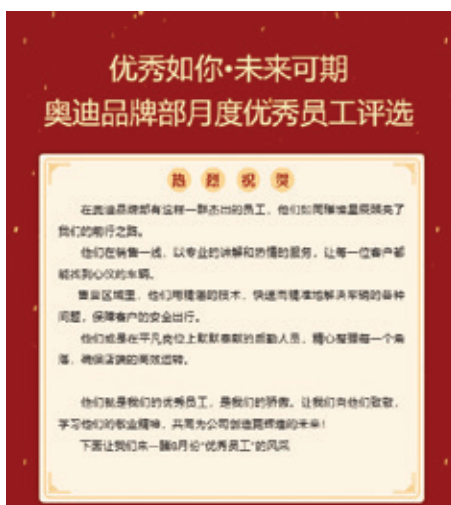 优秀如你·未来可期
奥迪品牌部月度优秀员工评选
热烈祝贺
在奥迪品牌部有这样一群杰出的员工，他们如同璀璨星辰照亮了
我们的前行之路。
他们在销售一线，以专业的讲解和热情的服务，让每一位客户都
能找到心仪的车辆。
售后区域里，他们用精湛的技术，快速而精准地解决车辆的各种
问题，保障客户的安全出行。
他们或是在平凡岗位上默默奉献的后勤人员，精心整理每一个角
落，确保店端的高效运转。
他们就是我们的优秀员工，是我们的骄傲。让我们向他们致敬，
学习他们的敬业精神，共同为公司创造更辉煌的未来！
下面让我们来一睹8月份“优秀员工”的风采